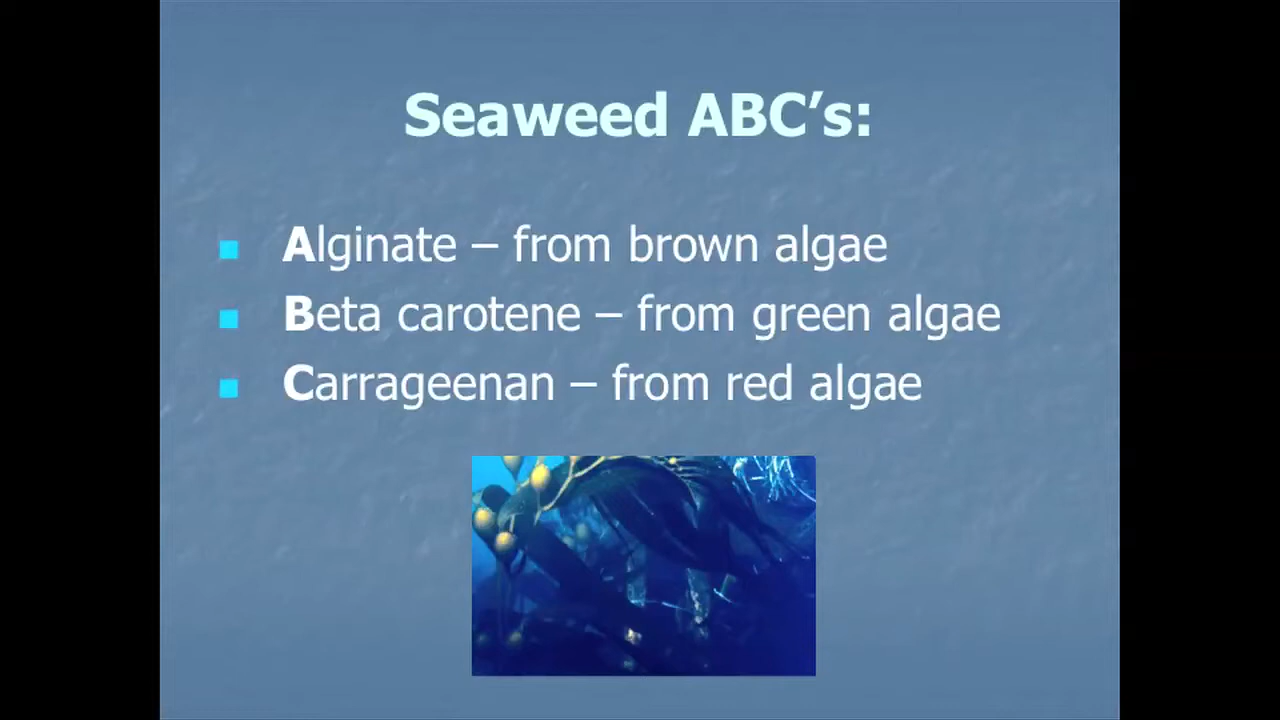 Seaweed ABC’s:
Alginate – from brown algae
Beta carotene – from green algae
Carrageenan – from red algae